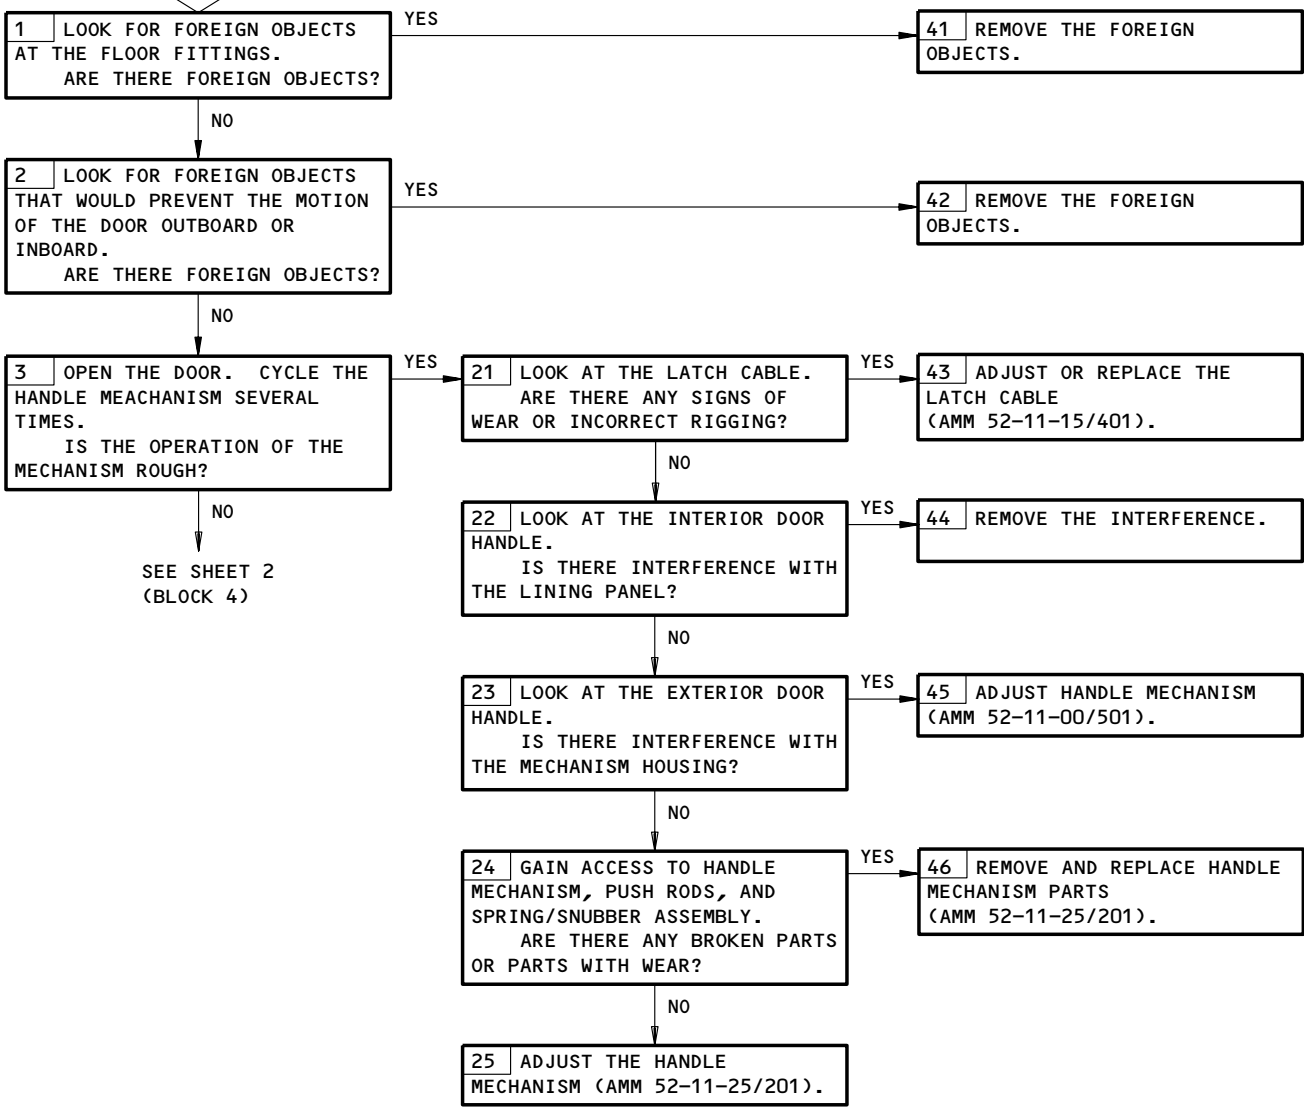 1 LOOK FOR FOREIGN OBJECTS
AT THE FLOOR FITTINGS.
ARE THERE FOREIGN OBJECTS?
YES
41 REMOVE THE FOREIGN
OBJECTS.
NO
2 LOOK FOR FOREIGN OBJECTS
THAT WOULD PREVENT THE MOTION
OF THE DOOR OUTBOARD OR
INBOARD.
ARE THERE FOREIGN OBJECTS?
YES
42 REMOVE THE FOREIGN
OBJECTS.
NO
3 OPEN THE DOOR. CYCLE THE
HANDLE MEACHANISM SEVERAL
TIMES.
IS THE OPERATION OF THE
MECHANISM ROUGH?
NO
SEE SHEET 2
(BLOCK 4)
YES
21 LOOK AT THE LATCH CABLE.
ARE THERE ANY SIGNS OF
WEAR OR INCORRECT RIGGING?
YES
43 ADJUST OR REPLACE THE
LATCH CABLE
(AMM 52-11-15/401).
NO
22 LOOK AT THE INTERIOR DOOR
HANDLE.
IS THERE INTERFERENCE WITH
THE LINING PANEL?
YES
44 REMOVE THE INTERFERENCE.
NO
23 LOOK AT THE EXTERIOR DOOR
HANDLE.
IS THERE INTERFERENCE WITH
THE MECHANISM HOUSING?
YES
45 ADJUST HANDLE MECHANISM
(AMM 52-11-00/501).
NO
24 GAIN ACCESS TO HANDLE
MECHANISM, PUSH RODS, AND
SPRING/SNUBBER ASSEMBLY.
ARE THERE ANY BROKEN PARTS
OR PARTS WITH WEAR?
YES
46 REMOVE AND REPLACE HANDLE
MECHANISM PARTS
(AMM 52-11-25/201).
NO
25 ADJUST THE HANDLE
MECHANISM (AMM 52-11-25/201).